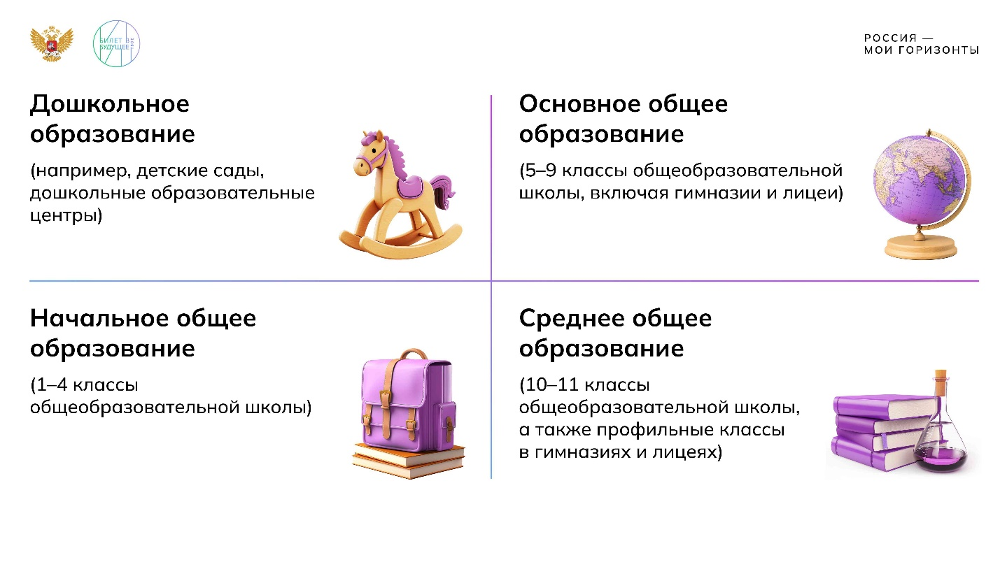 БИЛЕТ В
БУДУЩЕЕ
ТВОЁ
РОССИЯ —
МОИ ГОРИЗОНТЫ
Дошкольное
образование
(например, детские сады,
дошкольные образовательные
центры)
Основное общее
образование
(5–9 классы общеобразовательной
школы, включая гимназии и лицеи)
Начальное общее
образование
(1–4 классы
общеобразовательной школы)
Среднее общее
образование
(10–11 классы
общеобразовательной школы,
а также профильные классы
в гимназиях и лицеях)